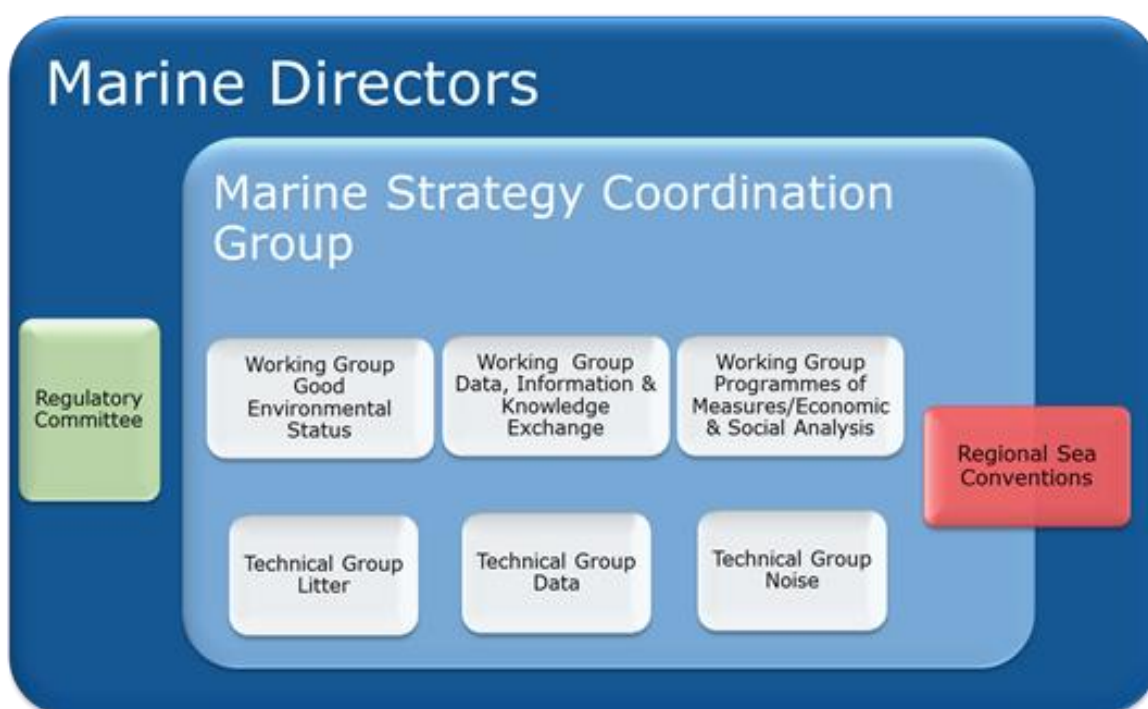 Marine Directors
Marine Strategy Coordination
Group
Regulatory
Committee
Working Group
Good
Environmental
Status
Working Group
Data, Information &
Knowledge
Exchange
Working Group
Programmes of
Measures/Economic
& Social Analysis
Regional Sea
Conventions
Technical Group
Litter
Technical Group
Data
Technical Group
Noise